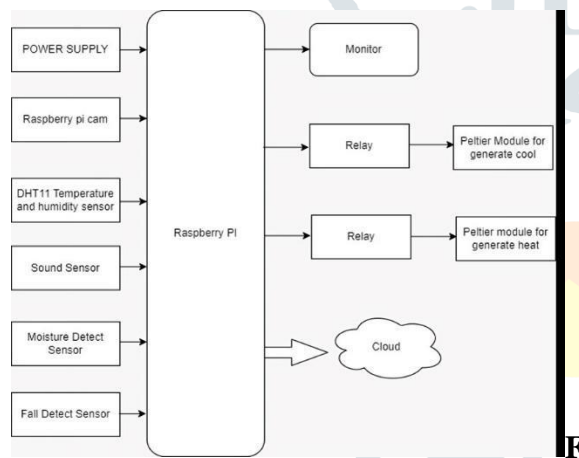 POWER SUPPLY
Raspberry pi cam
DHT11 Temperature
and humidity sensor
Sound Sensor
Moisture Detect
Sensor
Fall Detect Sensor
Raspberry PI
Monitor
Relay
Peltier Module for
generate cool
Relay
Peltier module for
generate heat
Cloud
F